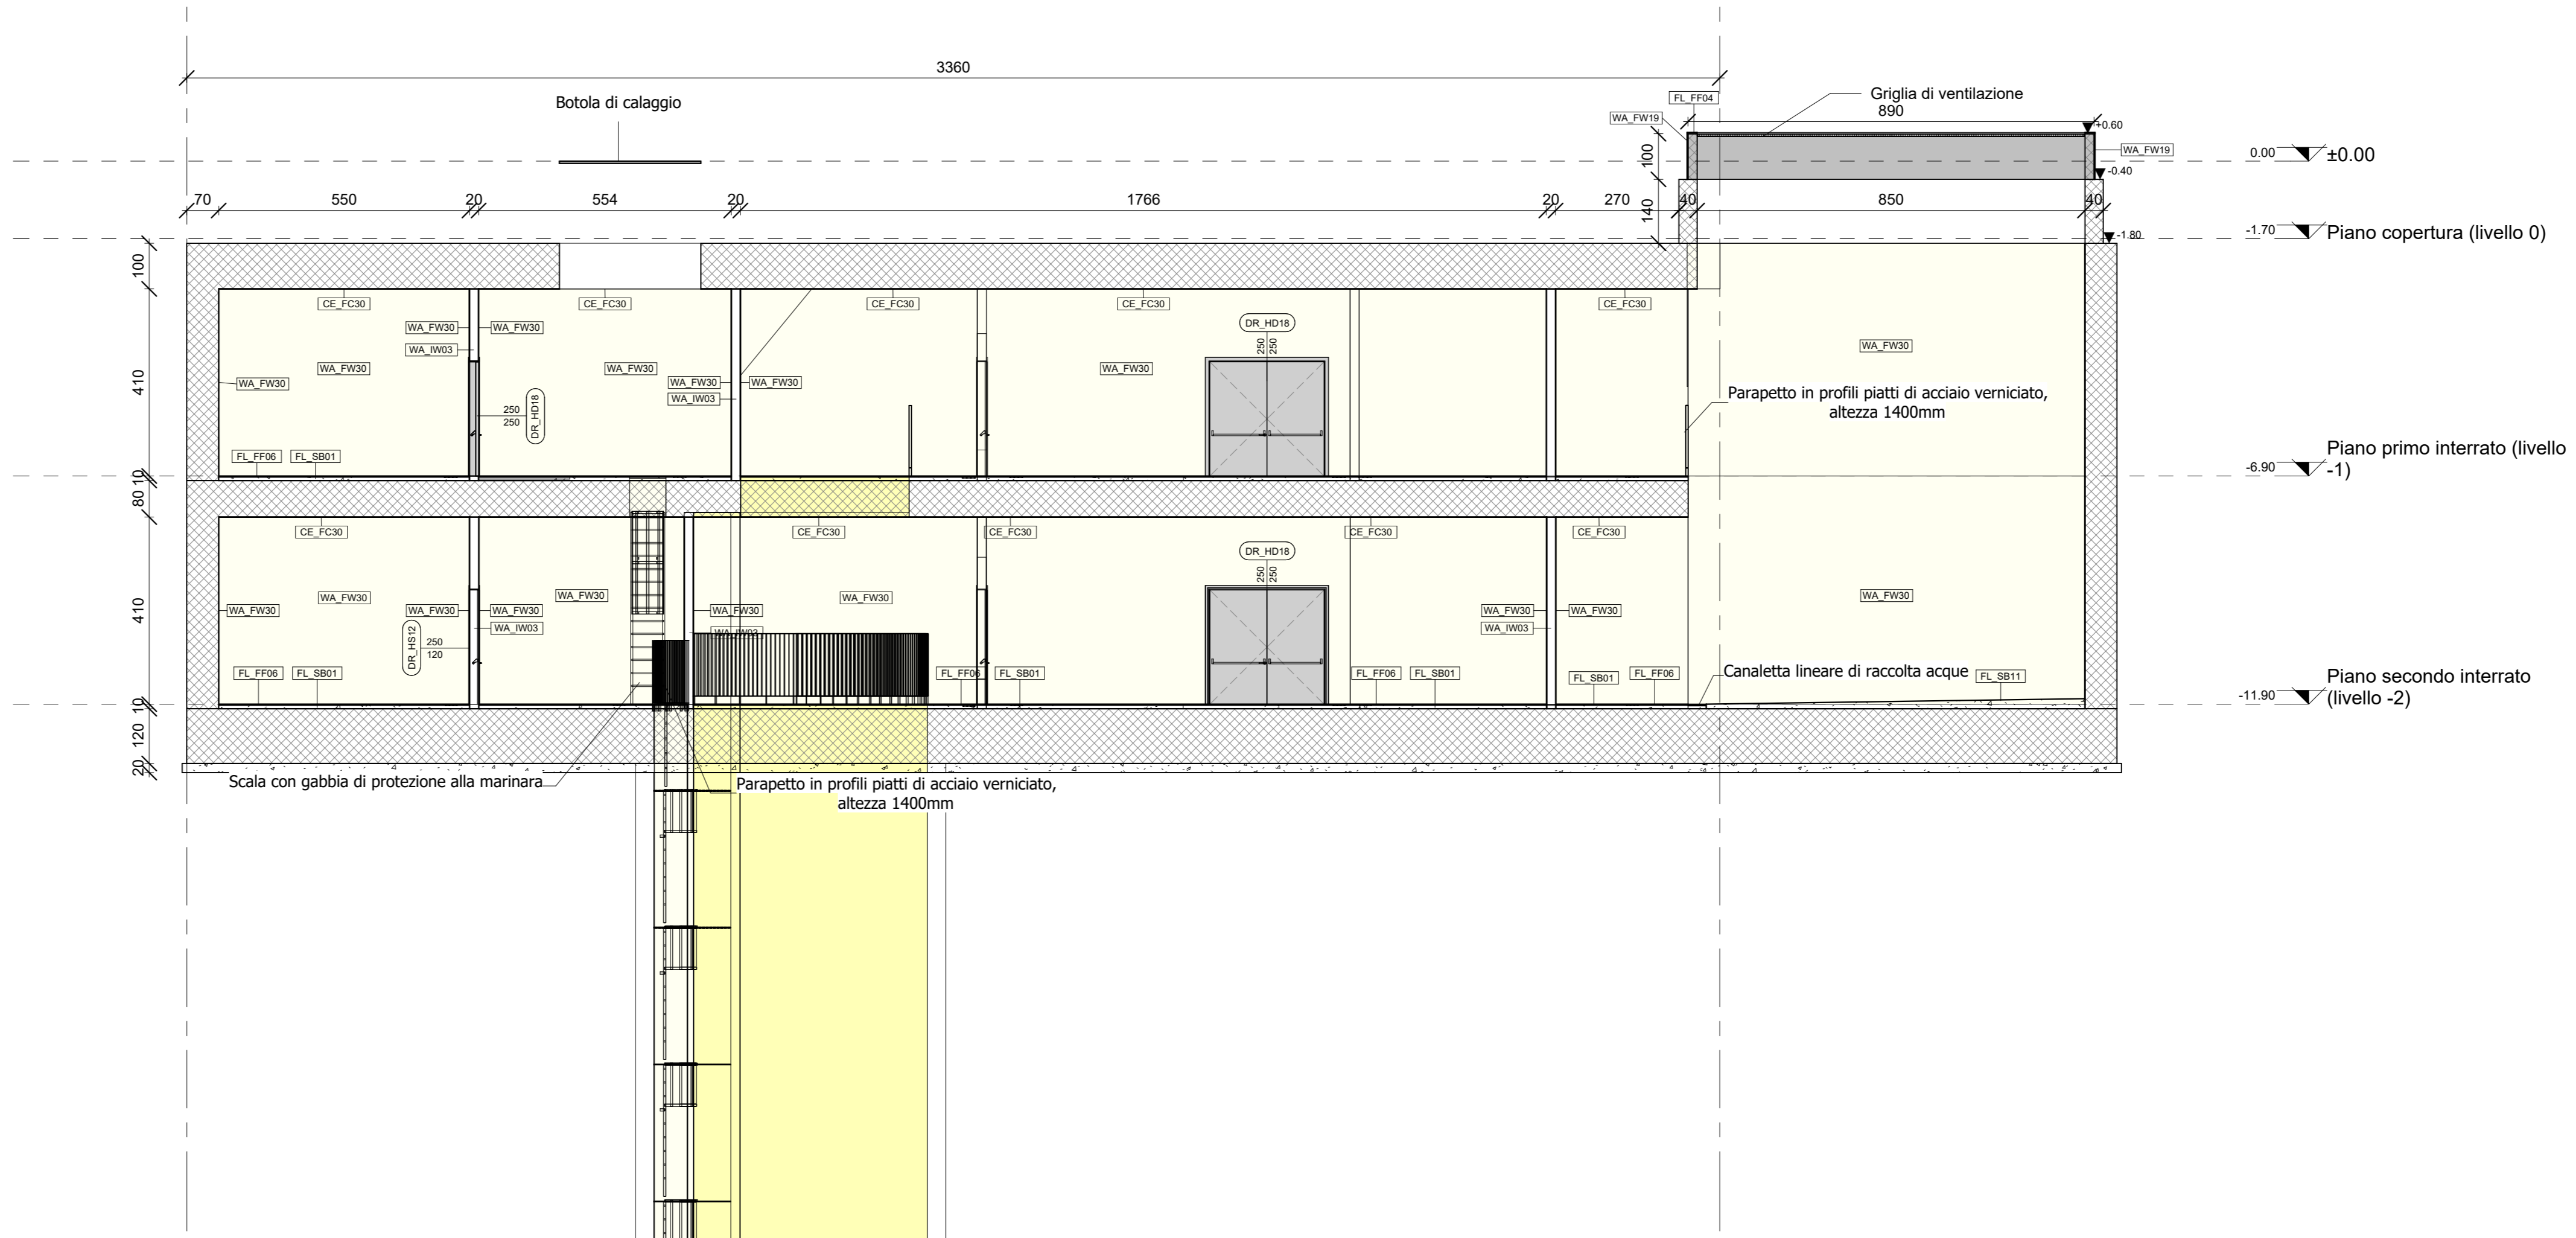 3360
Botola di calaggio
FL_FF04
Griglia di ventilazione
890
WA_FW19
+0.60
100
WA_FW19
0.00
±0.00
-0.40
70
550
20
554
20
1766
20
270
40
850
40
140
-1.80
-1.70
Piano copertura (livello 0)
100
CE_FC30
CE_FC30
CE_FC30
CE_FC30
CE_FC30
WA_FW30
WA_FW30
DR_HD18
250
250
WA_IW03
WA_FW30
WA_FW30
WA_FW30
WA_FW30
WA_FW30
410
WA_FW30
WA_FW30
WA_FW30
WA_IW03
Parapetto in profili piatti di acciaio verniciato,
altezza 1400mm
250
250
DR_HD18
FL_FF06
FL_SB01
Piano primo interrato (livello
-1)
-6.90
10
80
CE_FC30
CE_FC30
CE_FC30
CE_FC30
CE_FC30
DR_HD18
250
250
WA_FW30
WA_FW30
WA_FW30
WA_FW30
410
WA_FW30
WA_FW30
WA_FW30
WA_FW30
WA_FW30
WA_FW30
WA_IW03
WA_IW03
WA_IW03
DR_HS12
250
120
FL_FF06
FL_SB01
FL_FF06
FL_SB01
FL_FF06
FL_SB01
FL_SB01
FL_FF06
Canaletta lineare di raccolta acque
FL_SB11
Piano secondo interrato
(livello -2)
-11.90
10
120
20
Scala con gabbia di protezione alla marinara
Parapetto in profili piatti di acciaio verniciato,
altezza 1400mm